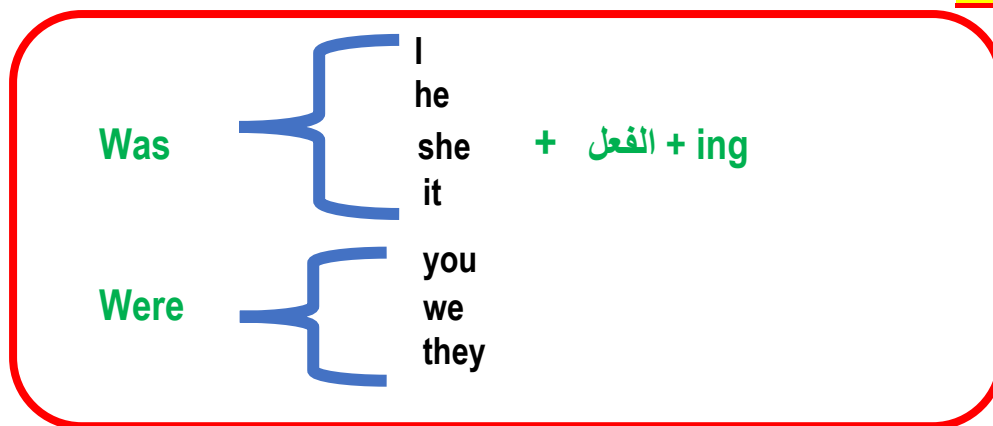 Was
I
he
she
it
+ الفعل + ing
Were
you
we
they